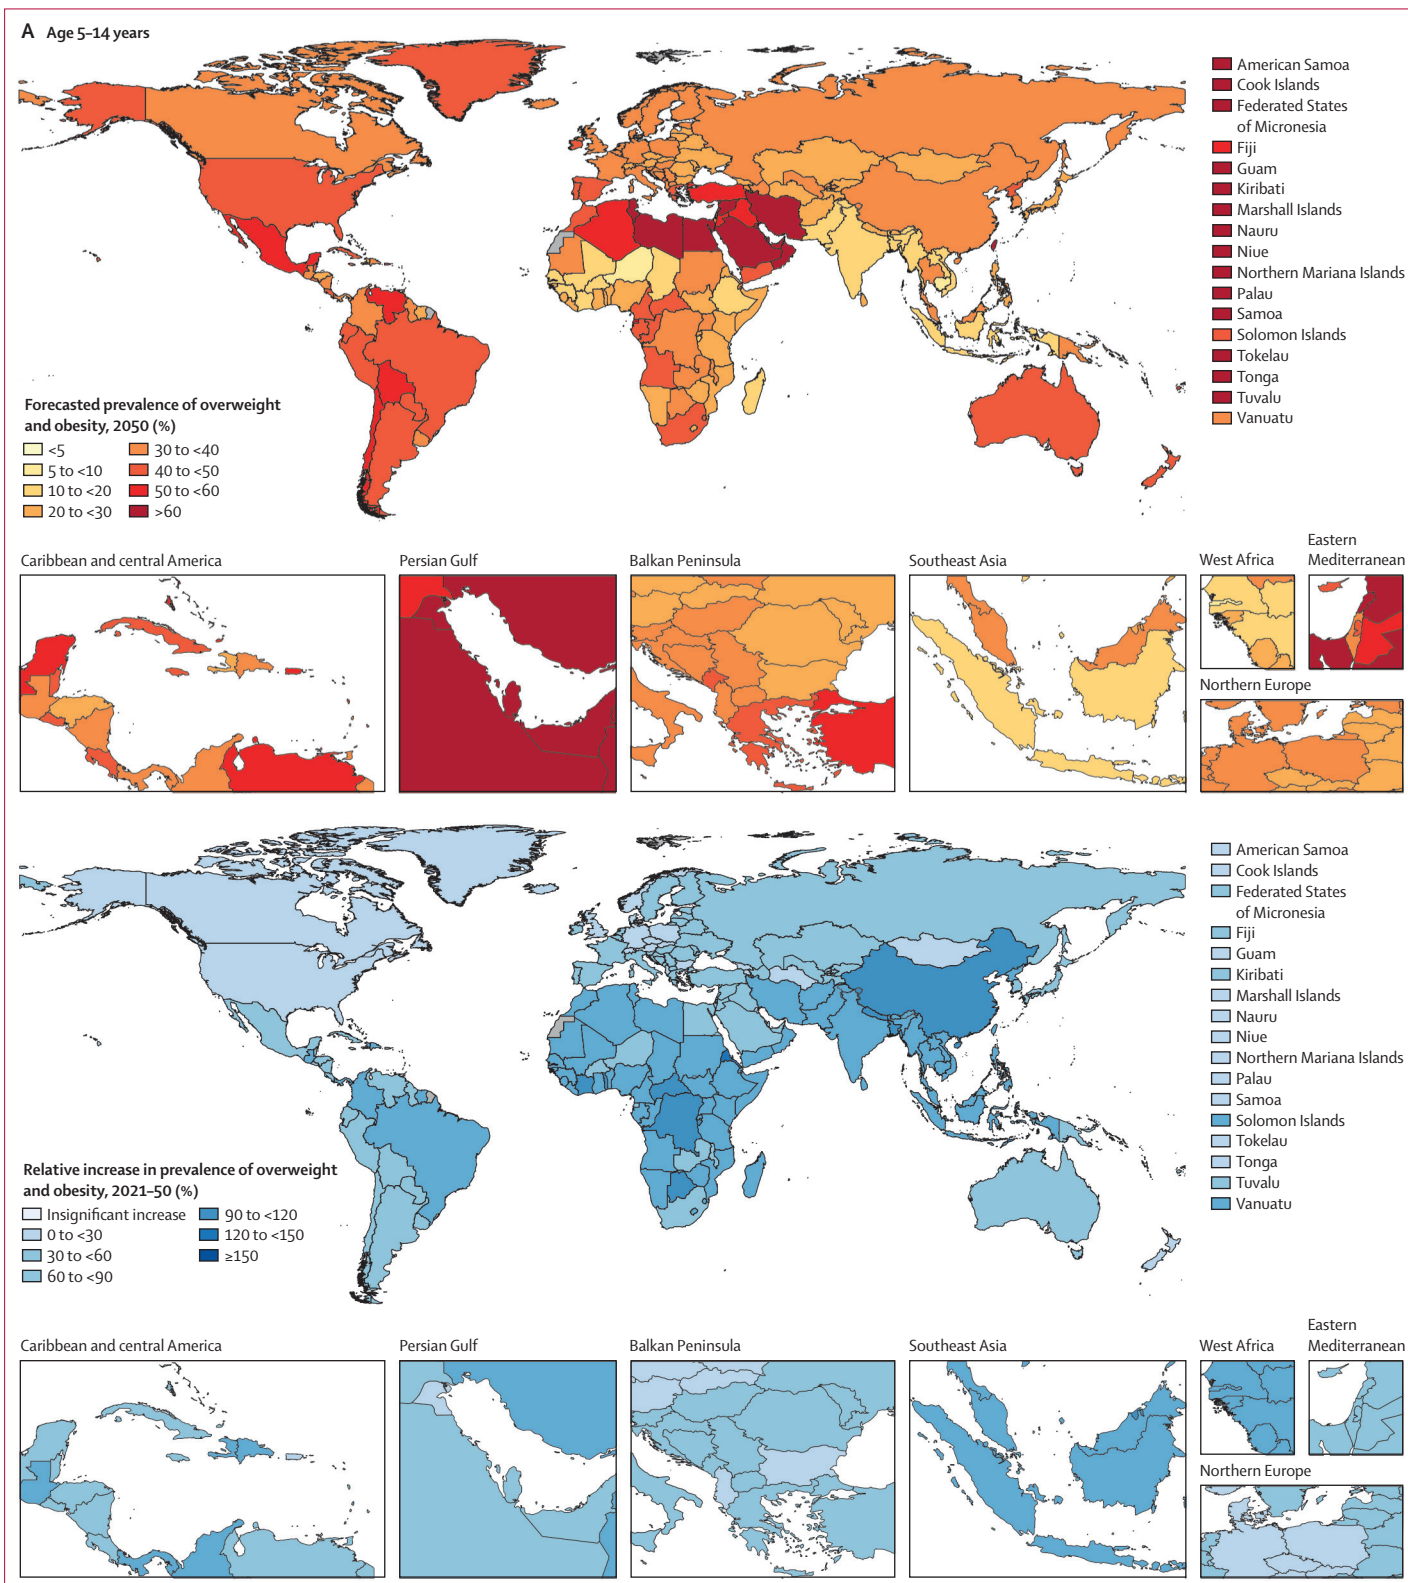 A Age 5–14 years
American Samoa
Cook Islands
Federated States
of Micronesia
Fiji
Guam
Kiribati
Marshall Islands
Nauru
Niue
Northern Mariana Islands
Palau
Samoa
Solomon Islands
Tokelau
Tonga
Tuvalu
Vanuatu
Forecasted prevalence of overweight
and obesity, 2050 (%)
<5
5 to <10
10 to <20
20 to <30
30 to <40
40 to <50
50 to <60
>60
Caribbean and central America
Persian Gulf
Balkan Peninsula
Southeast Asia
West Africa
Eastern
Mediterranean
Northern Europe
American Samoa
Cook Islands
Federated States
of Micronesia
Fiji
Guam
Kiribati
Marshall Islands
Nauru
Niue
Northern Mariana Islands
Palau
Samoa
Solomon Islands
Tokelau
Tonga
Tuvalu
Vanuatu
Relative increase in prevalence of overweight
and obesity, 2021–50 (%)
Insignificant increase
0 to <30
30 to <60
60 to <90
90 to <120
120 to <150
≥150
Caribbean and central America
Persian Gulf
Balkan Peninsula
Southeast Asia
West Africa
Eastern
Mediterranean
Northern Europe